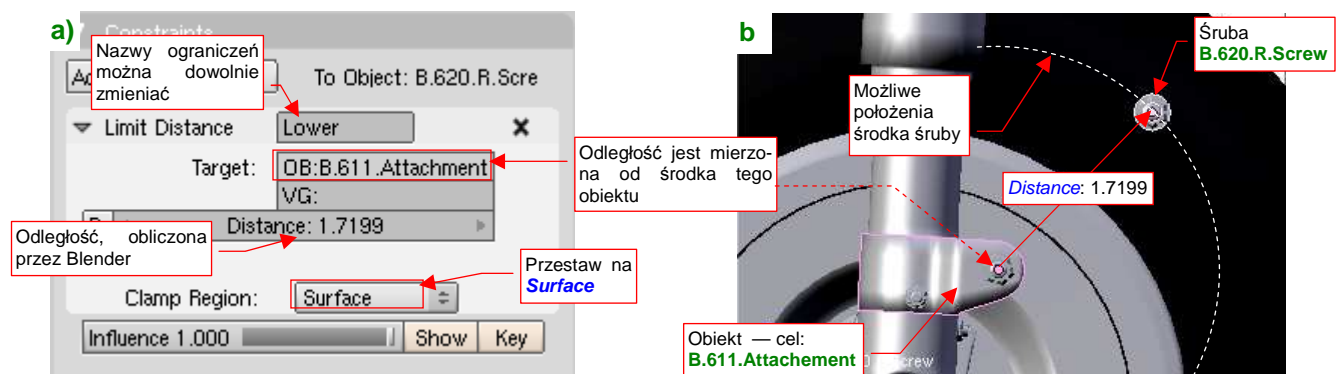 a)
Constraints
Nazwy ograniczeń
można dowolnie
zmieniać
To Object: B.620.R.Scre
Limit Distance
Lower
Target:
OB:B.611.Attachment
VG:
Distance: 1.7199
Odległość, obliczona
przez Blender
Clamp Region:
Surface
Przestaw na
Surface
Influence 1.000
Show
Key
Odległość jest mierzo-
na od środka tego
obiektu
b
Śruba
B.620.R.Screw
Możliwe
położenia
środka śruby
Distance: 1.7199
Obiekt — cel:
B.611.Attachement
crew